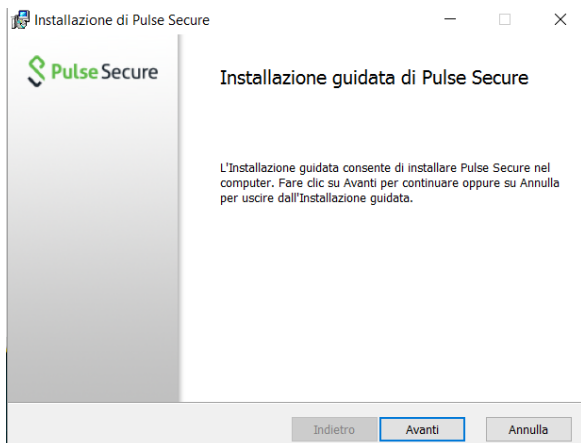 Installazione di Pulse Secure
Pulse Secure
Installazione guidata di Pulse Secure
L'Installazione guidata consente di installare Pulse Secure nel
computer. Fare clic su Avanti per continuare oppure su Annulla
per uscire dall'Installazione guidata.
Indietro
Avanti
Annulla